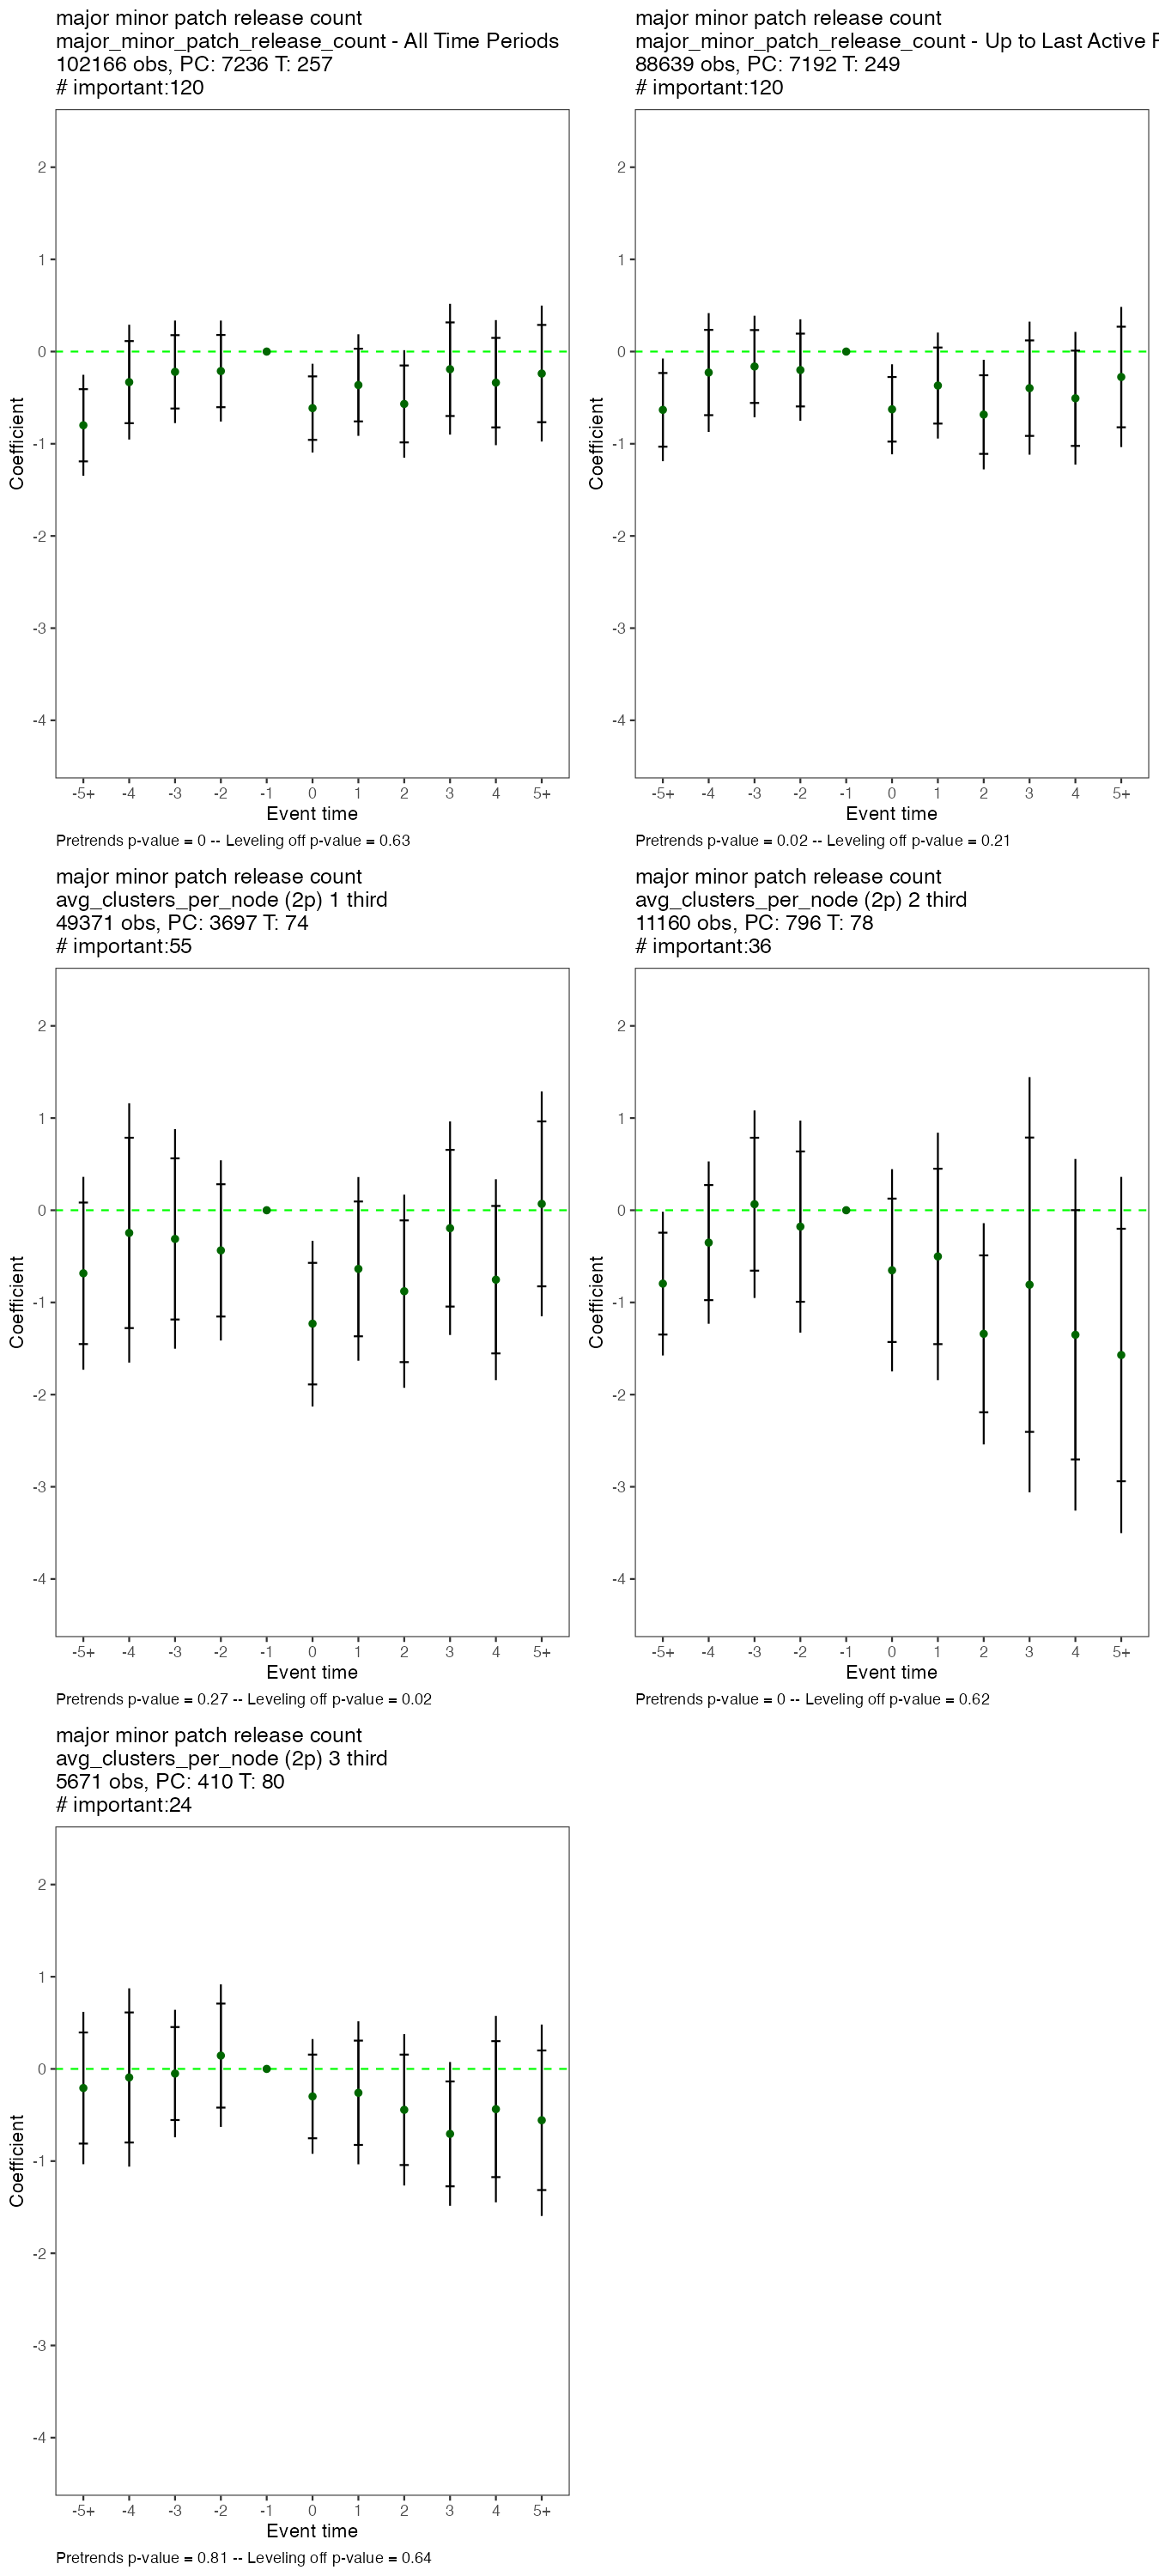 major minor patch release count
major_minor_patch_release_count - All Time Periods
102166 obs, PC: 7236 T: 257
# important:120
2
1
0
-1
-2
-3
-4
Coefficient
-5+ -4 -3 -2 -1 0 1 2 3 4 5+
Event time
Pretrends p-value = 0 -- Leveling off p-value = 0.63
major minor patch release count
major_minor_patch_release_count - Up to Last Active
88639 obs, PC: 7192 T: 249
# important:120
2
1
0
-1
-2
-3
-4
Coefficient
-5+ -4 -3 -2 -1 0 1 2 3 4 5+
Event time
Pretrends p-value = 0.02 -- Leveling off p-value = 0.21
major minor patch release count
avg_clusters_per_node (2p) 1 third
49371 obs, PC: 3697 T: 74
# important:55
2
1
0
-1
-2
-3
-4
Coefficient
-5+ -4 -3 -2 -1 0 1 2 3 4 5+
Event time
Pretrends p-value = 0.27 -- Leveling off p-value = 0.02
major minor patch release count
avg_clusters_per_node (2p) 2 third
11160 obs, PC: 796 T: 78
# important:36
2
1
0
-1
-2
-3
-4
Coefficient
-5+ -4 -3 -2 -1 0 1 2 3 4 5+
Event time
Pretrends p-value = 0 -- Leveling off p-value = 0.62
major minor patch release count
avg_clusters_per_node (2p) 3 third
5671 obs, PC: 410 T: 80
# important:24
2
1
0
-1
-2
-3
-4
Coefficient
-5+ -4 -3 -2 -1 0 1 2 3 4 5+
Event time
Pretrends p-value = 0.81 -- Leveling off p-value = 0.64